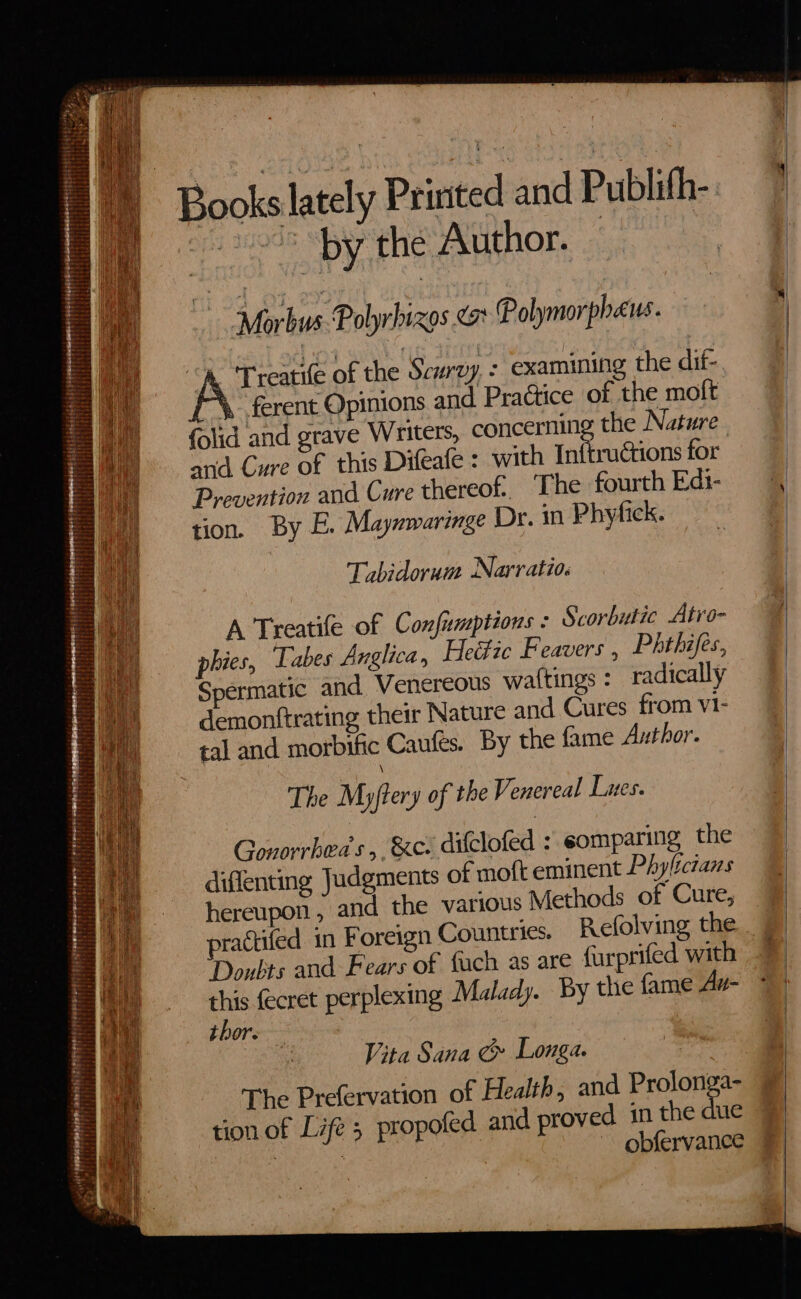 Books lately Printed and Publiſh-
by the Author.
Morbus Polyrhizos & Polymorphæus.
A Treatiſe of the Scurvy : examining the dif-
ferent Opinions and Practice of the moſt
ſolid and grave Writers, concerning the Nature
and Cure of this Diſeaſe : with Inſtructions for
Prevention and Cure thereof. The fourth Edi-
tion. By E. Maynwaringe Dr. in Phyſick.
Tabidorum Narratio.
A Treatiſe of Conſumptions : Scorbutic Atro-
phies, Tabes Anglica, Hectic Feavers , Phthiſes,
Spermatic and Venereous waſtings : radically
demonſtrating their Nature and Cures from vi-
tal and morbific Cauſes. By the ſame Author.
The Myſtery of the Venereal Lues.
Gonorrhœa's , &c. diſcloſed : comparing the
diſſenting Judgments of moſt eminent Phyſicians
hereupon , and the various Methods of Cure,
practiſed in Foreign Countries. Reſolving the
Doubts and Fears of ſuch as are ſurpriſed with
this ſecret perplexing Malady. By the ſame Au-
thor.
Vita Sana & Longa.
The Preſervation of Health, and Prolonga-
tion of Life ; propoſed and proved in the due
obſervance